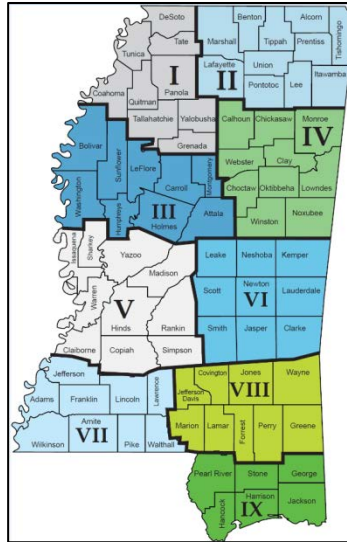 DeSoto
Tate
Tunica
I
Panola
Coahoma
Quitman
Tallahatchie
Yalobusha
Grenada
Benton
Alcorn
Tishomingo
Marshall
Tippah
Prentiss
Lafayette
Union
II
Pontotoc
Lee
Itawamba
Bolivar
Sunflower
LeFlore
Washington
Carroll
Montgomery
III
Humphreys
Holmes
Attala
Calhoun
Chickasaw
Monroe
IV
Webster
Clay
Choctaw
Oktibbeha
Lowndes
Winston
Noxubee
Issaquena
Sharkey
Yazoo
Madison
Warren
V
Hinds
Rankin
Claiborne
Copiah
Simpson
Leake
Neshoba
Kemper
Scott
Newton
Lauderdale
VI
Smith
Jasper
Clarke
Jefferson
Adams
Franklin
Lincoln
Lawrence
Amite
VII
Wilkinson
Pike
Walthall
Covington
Jones
Wayne
Jefferson
Davis
VIII
Marion
Lamar
Forrest
Perry
Greene
Pearl River
Stone
George
Hancock
Harrison
Jackson
IX